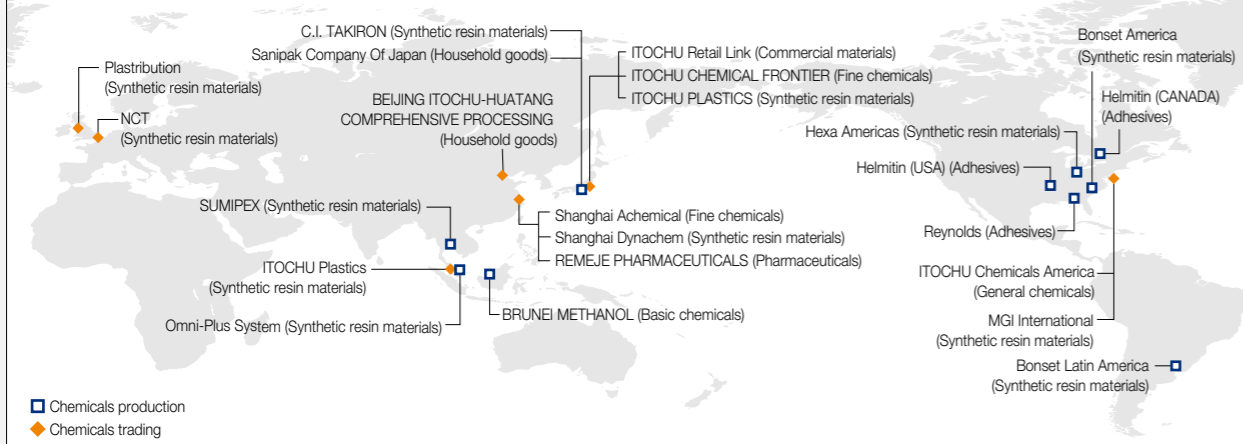 C.I. TAKIRON (Synthetic resin materials)
Sanipak Company Of Japan (Household goods)
ITOCHU Retail Link (Commercial materials)
ITOCHU CHEMICAL FRONTIER (Fine chemicals)
ITOCHU PLASTICS (Synthetic resin materials)
Bonset America
(Synthetic resin materials)
Plastribution
(Synthetic resin materials)
NCT
(Synthetic resin materials)
BEIJING ITOCHU-HUATANG
COMPREHENSIVE PROCESSING
(Household goods)
Helmitin (CANADA)
(Adhesives)
Hexa Americas (Synthetic resin materials)
Helmitin (USA) (Adhesives)
SUMIPEX (Synthetic resin materials)
Shanghai Achemical (Fine chemicals)
Shanghai Dynachem (Synthetic resin materials)
REMEJE PHARMACEUTICALS (Pharmaceuticals)
Reynolds (Adhesives)
ITOCHU Plastics
(Synthetic resin materials)
ITOCHU Chemicals America
(General chemicals)
Omni-Plus System (Synthetic resin materials)
BRUNEI METHANOL (Basic chemicals)
MGI International
(Synthetic resin materials)
Bonset Latin America
(Synthetic resin materials)
Chemicals production
Chemicals trading